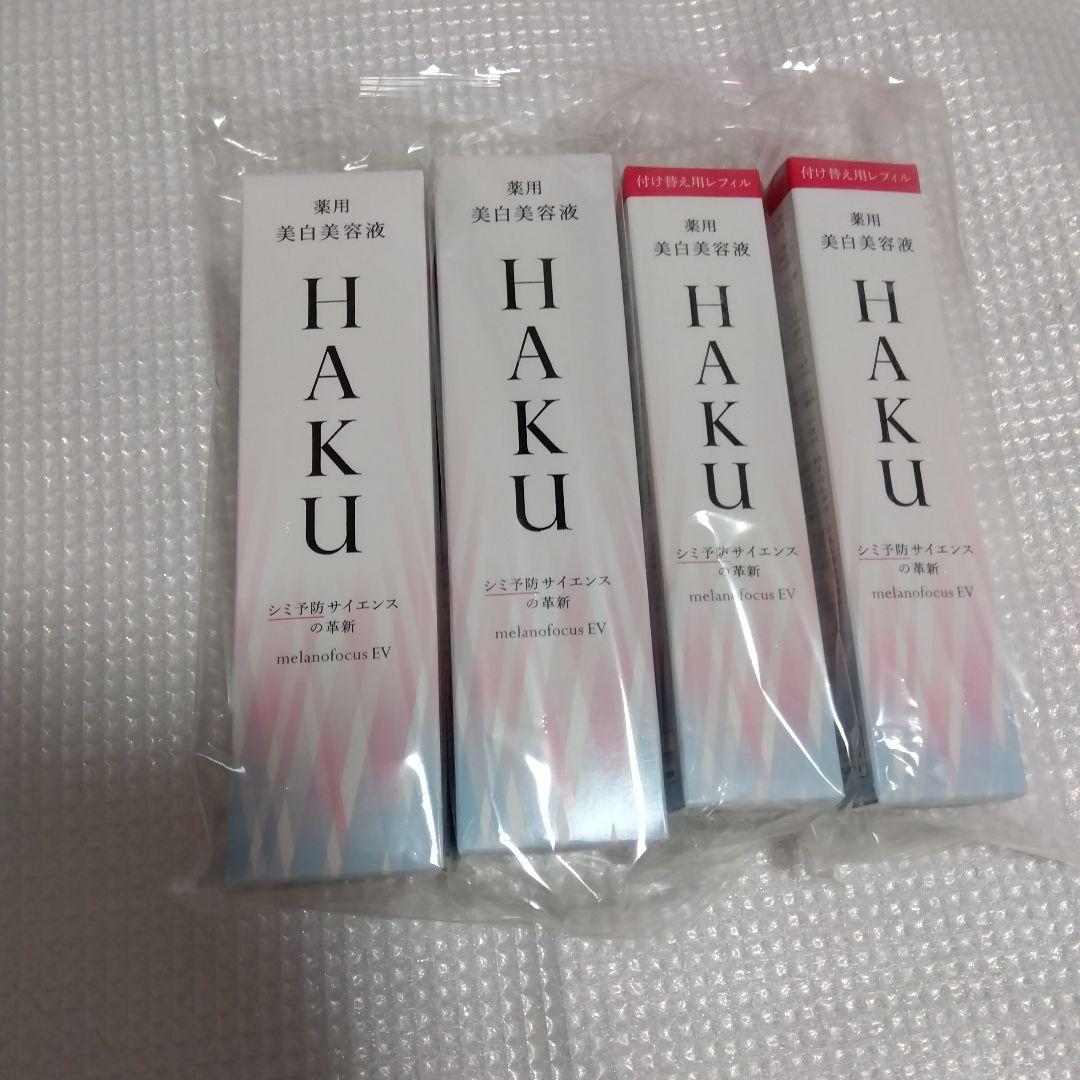 薬用
美白美容液
HAKU
シミ予防サイエンス
の革新
melanofocus EV
薬用
美白美容液
HAKU
シミ予防サイエンス
の革新
melanofocus EV
付け替え用レフィル
薬用
美白美容液
HAKU
シミ予防サイエンス
の革新
melanofocus EV
付け替え用レフィル
薬用
美白美容液
HAKU
シミ予防サイエンス
の革新
melanofocus EV